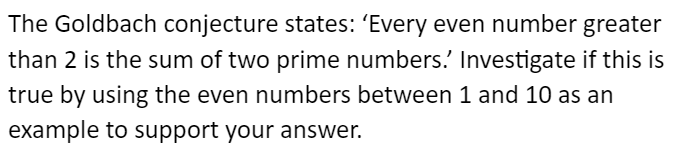 The Goldbach conjecture states: ‘Every even number greater
than 2 is the sum of two prime numbers.’ Investigate if this is
true by using the even numbers between 1 and 10 as an
example to support your answer.